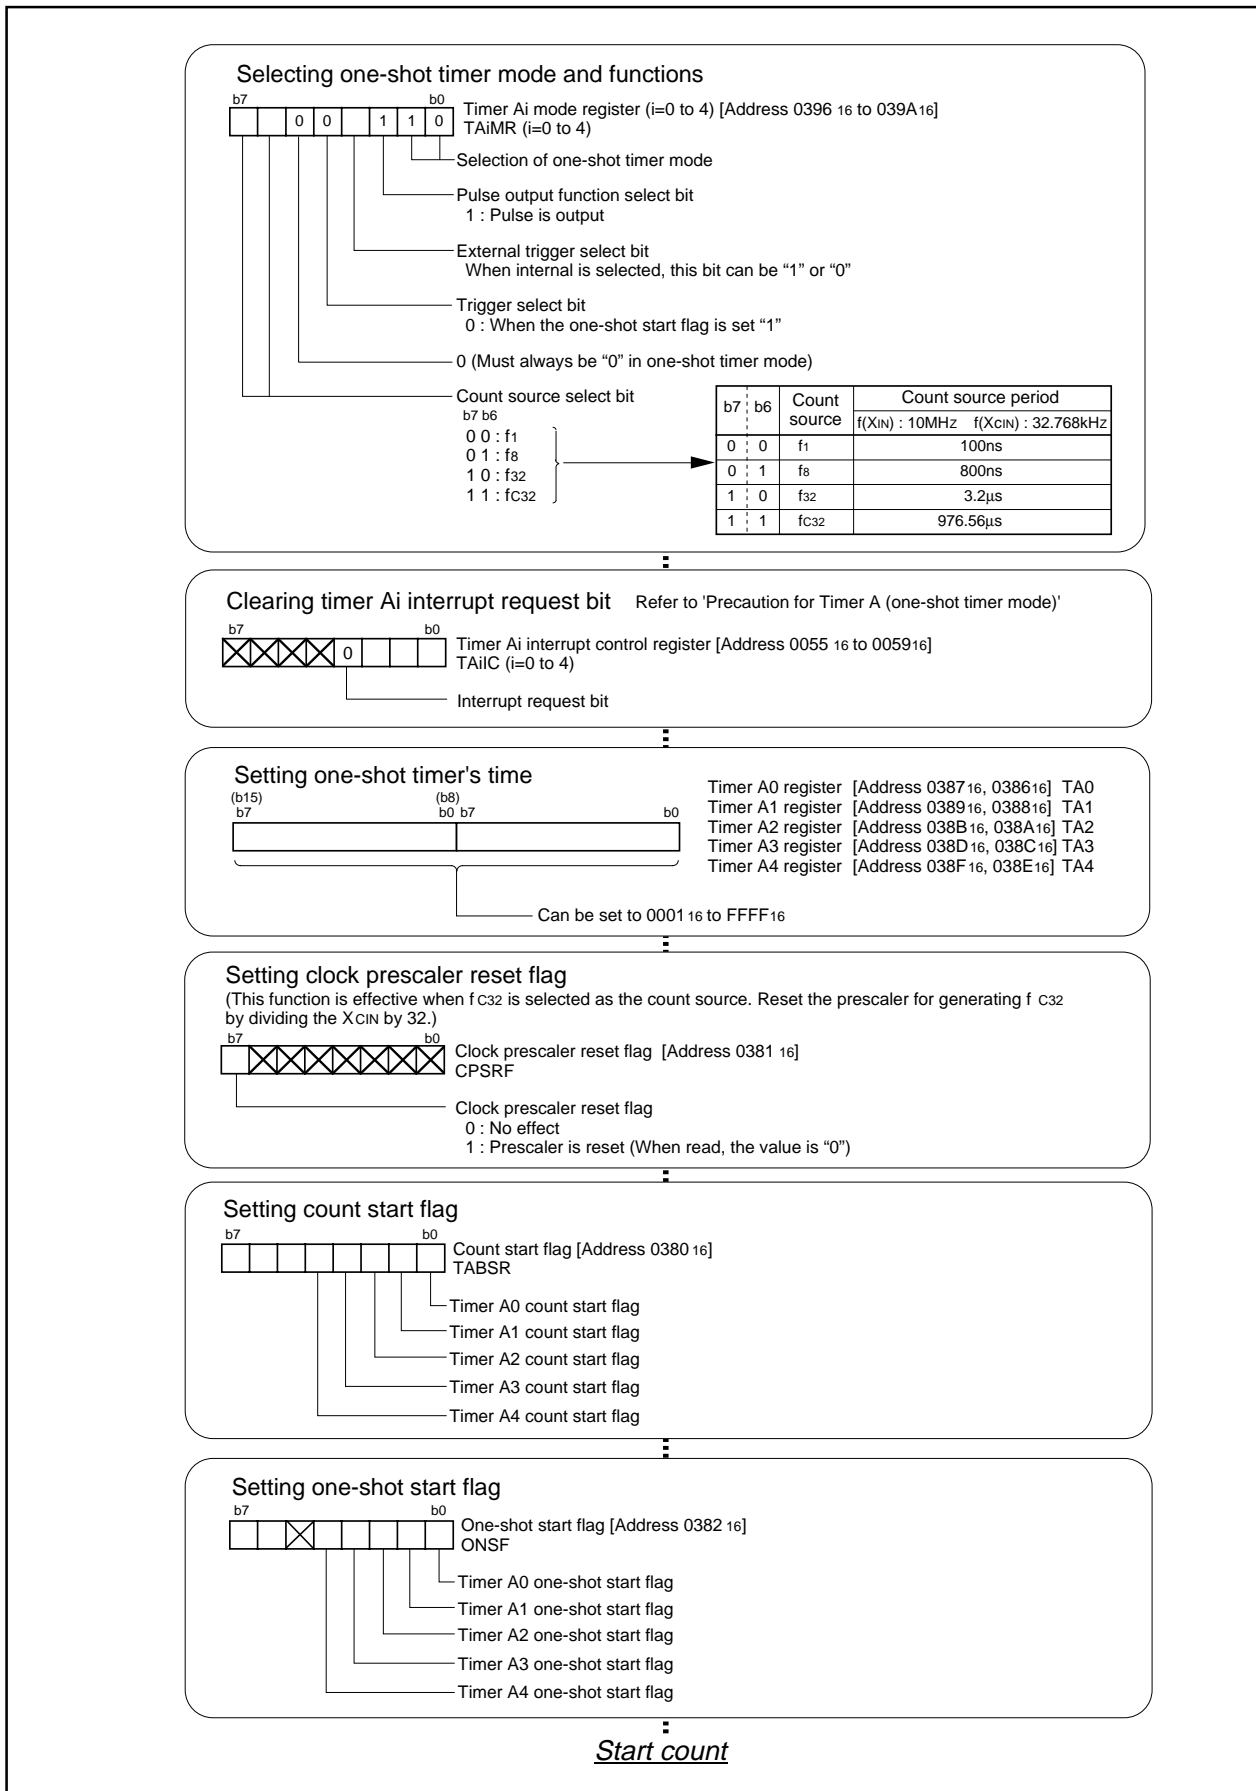 Selecting one-shot timer mode and functions
b7 b0
0 0 1 1 0
Timer Ai mode register (i=0 to 4) [Address 0396 16 to 039A16]
TAiMR (i=0 to 4)
Selection of one-shot timer mode
Pulse output function select bit
1 : Pulse is output
External trigger select bit
When internal is selected, this bit can be “1” or “0”
Trigger select bit
0 : When the one-shot start flag is set “1”
0 (Must always be “0” in one-shot timer mode)
Count source select bit
b7 b6
0 0 : f1
0 1 : f8
1 0 : f32
1 1 : fC32
b7 b6 Count source Count source period
f(XIN) : 10MHZ f(XCIN) : 32.768kHZ
0 0 f1 100ns
0 1 f8 800ns
1 0 f32 3.2µs
1 1 fC32 976.56µs
Clearing timer Ai interrupt request bit Refer to 'Precaution for Timer A (one-shot timer mode)'
b7 b0
0
Timer Ai interrupt control register [Address 0055 16 to 005916]
TAiIC (i=0 to 4)
Interrupt request bit
Setting one-shot timer's time
(b15) (b8)
b7 b0 b7 b0
Timer A0 register [Address 038716, 038616] TA0
Timer A1 register [Address 038916, 038816] TA1
Timer A2 register [Address 038B16, 038A16] TA2
Timer A3 register [Address 038D16, 038C16] TA3
Timer A4 register [Address 038F16, 038E16] TA4
Can be set to 0001 16 to FFFF16
Setting clock prescaler reset flag
(This function is effective when f C32 is selected as the count source. Reset the prescaler for generating f C32
by dividing the XCIN by 32.)
b7 b0
Clock prescaler reset flag [Address 0381 16]
CPSRF
Clock prescaler reset flag
0 : No effect
1 : Prescaler is reset (When read, the value is “0”)
Setting count start flag
b7 b0
Count start flag [Address 0380 16]
TABSR
Timer A0 count start flag
Timer A1 count start flag
Timer A2 count start flag
Timer A3 count start flag
Timer A4 count start flag
Setting one-shot start flag
b7 b0
One-shot start flag [Address 0382 16]
ONSF
Timer A0 one-shot start flag
Timer A1 one-shot start flag
Timer A2 one-shot start flag
Timer A3 one-shot start flag
Timer A4 one-shot start flag
Start count